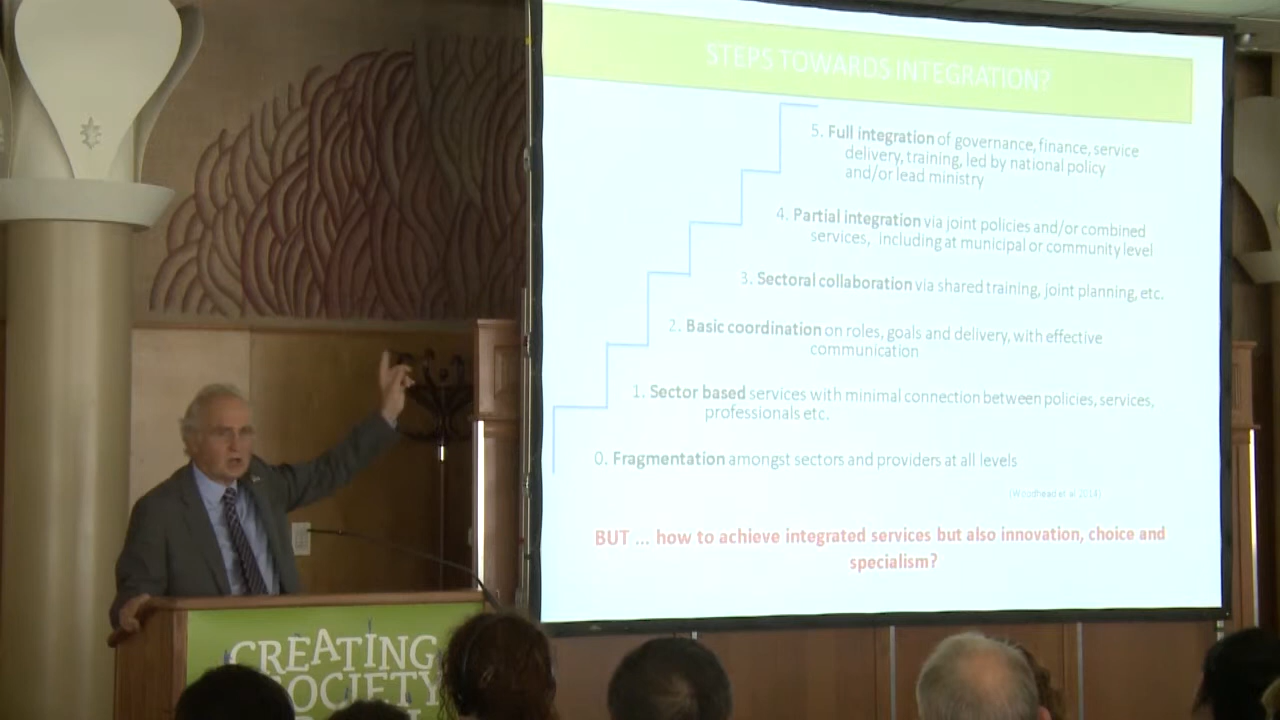 STEPS TOWARDS INTEGRATION?
5. Full integration of governance, finance, service
delivery, training, led by national policy
and/or lead ministry
4. Partial integration via joint policies and/or combined
services, including at municipal or community level
3. Sectoral collaboration via shared training, joint planning, etc.
2. Basic coordination on roles, goals and delivery, with effective
communication
1. Sector based services with minimal connection between policies, services,
professionals etc.
0. Fragmentation amongst sectors and providers at all levels
(Woodhead et al 2014)
BUT ... how to achieve integrated services but also innovation, choice and
specialism?
CREATING
SOCIETY